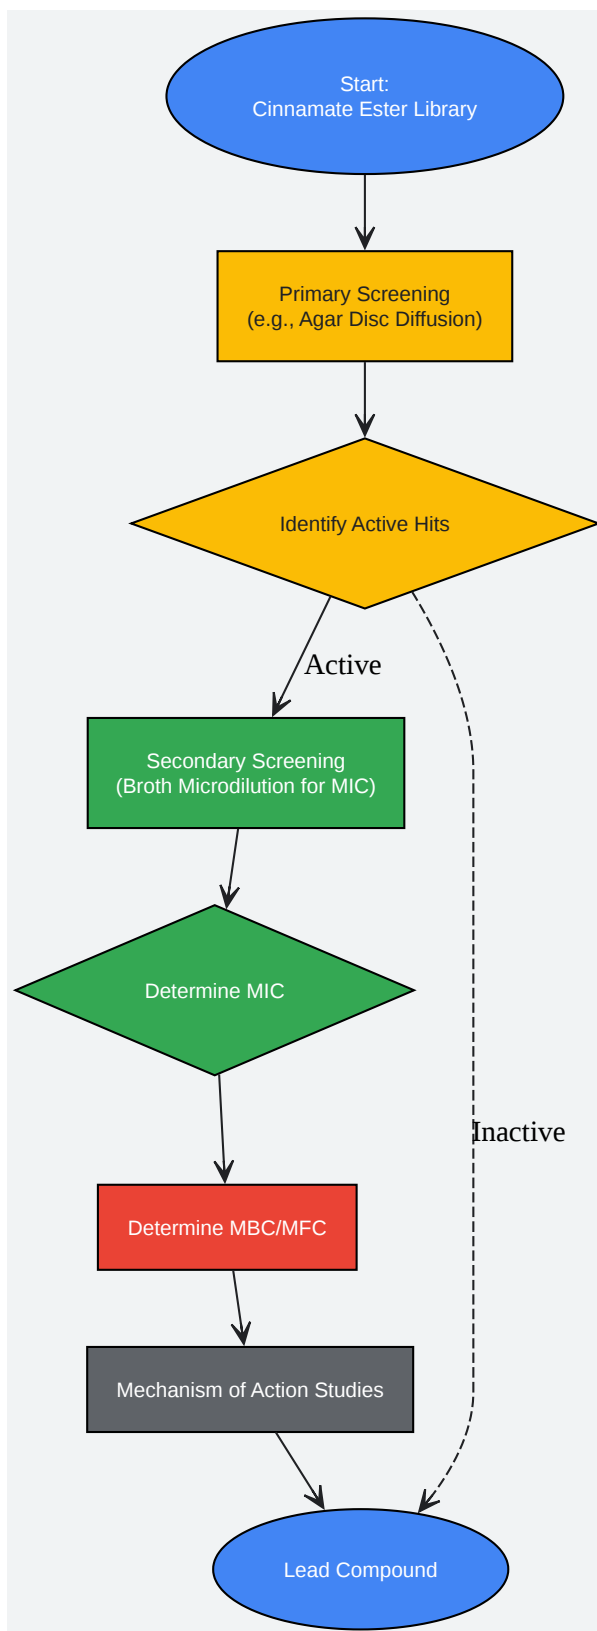 Start:
Cinnamate Ester Library
Primary Screening
(e.g., Agar Disc Diffusion)
Identify Active Hits
Active
Secondary Screening
(Broth Microdilution for MIC)
Determine MIC
Inactive
Determine MBC/MFC
Mechanism of Action Studies
Lead Compound